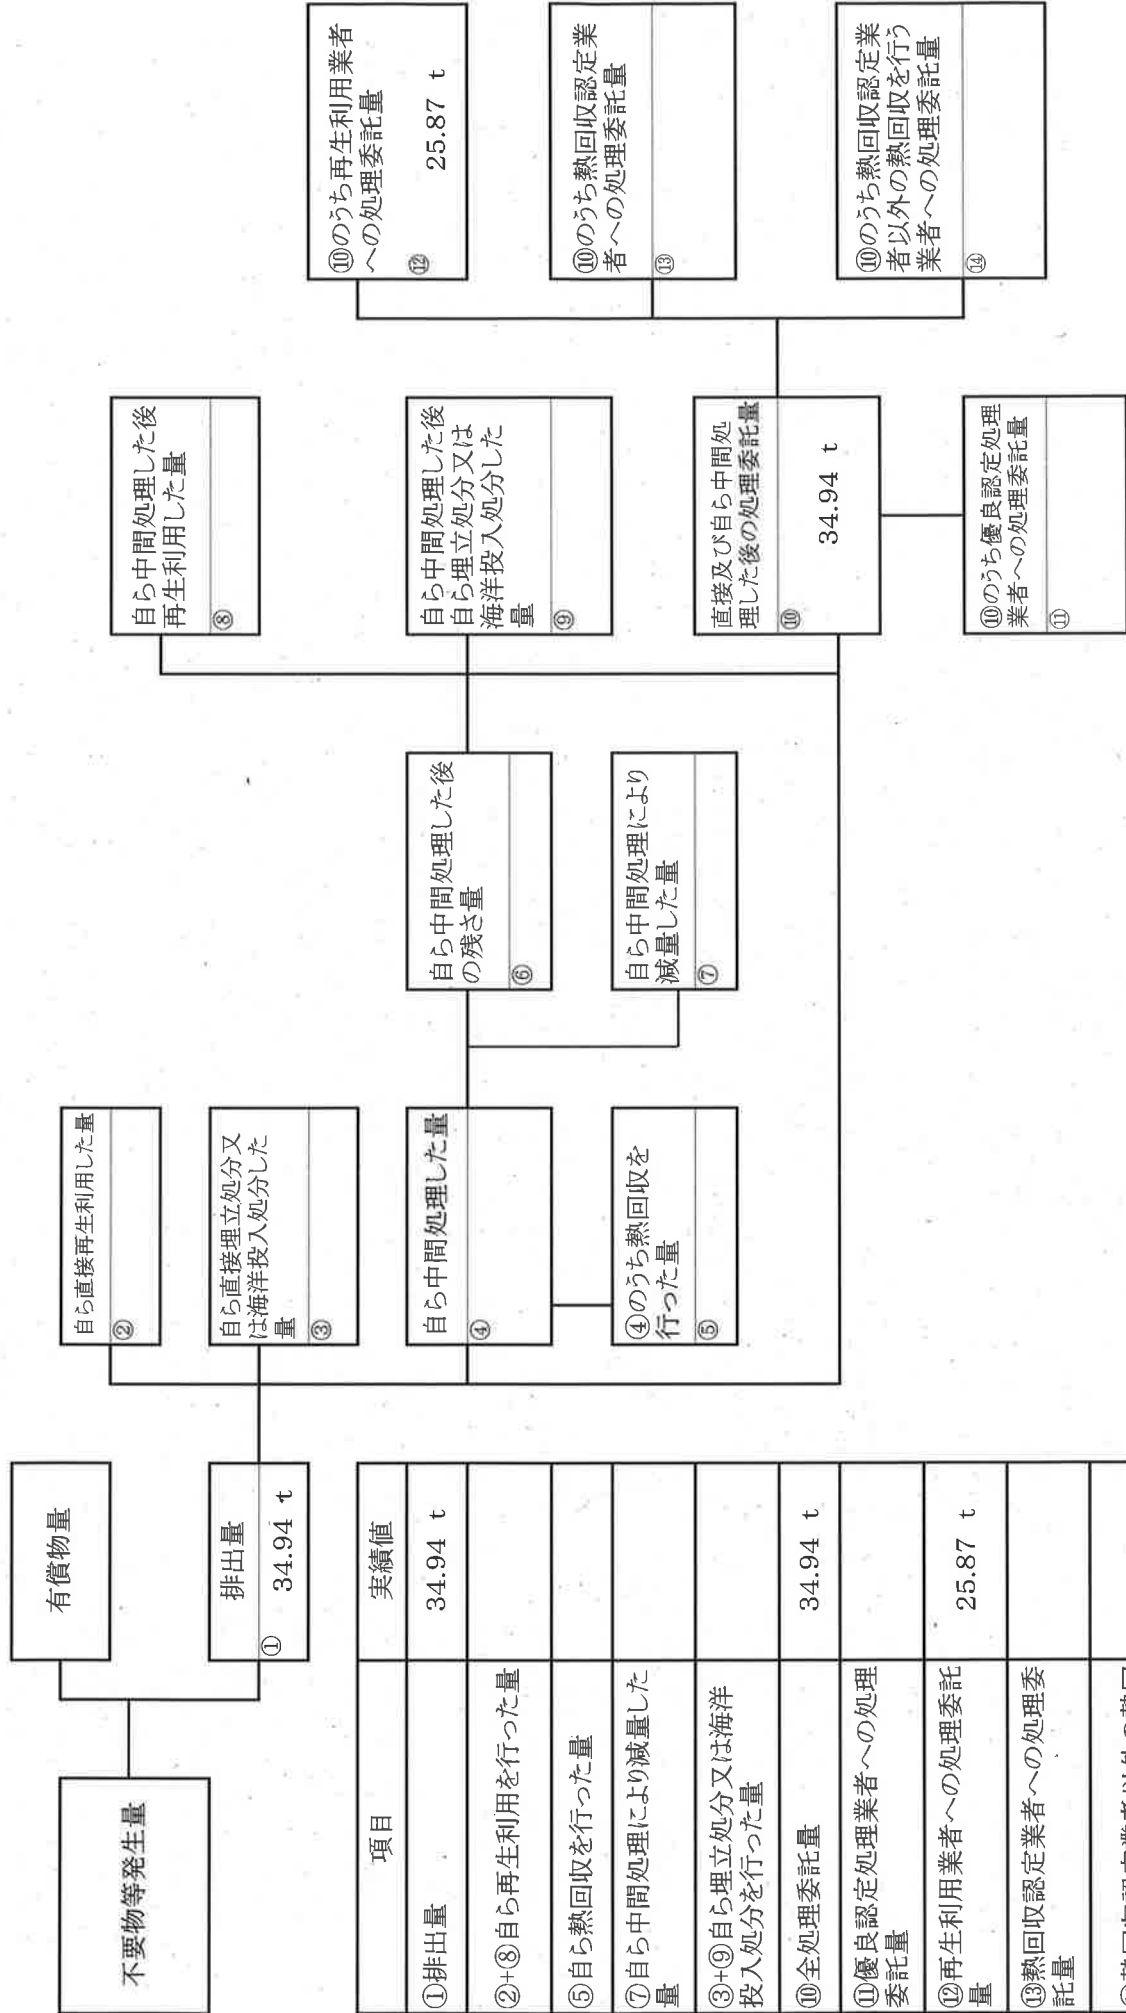 不要物等発生量
有償物量
排出量
①
34.94 t
自ら直接再生利用した量
②
自ら直接埋立処分又
は海洋投入処分した
量
③
自ら中間処理した量
④
④のうち熱回収を
行った量
⑤
自ら中間処理した後
の残さ量
⑥
自ら中間処理により
減量した量
⑦
自ら中間処理した後
再生利用した量
⑧
自ら中間処理した後
自ら埋立処分又は
海洋投入処分した
量
⑨
直接及び自ら中間処
理した後の処理委託量
⑩
34.94 t
⑩のうち優良認定処理
業者への処理委託量
⑪
⑩のうち再生利用業者
への処理委託量
⑫
25.87 t
⑩のうち熱回収認定業
者への処理委託量
⑬
⑩のうち熱回収認定業
者以外の熱回収を行う
業者への処理委託量
⑭
項目
実績値
①排出量
34.94 t
②+⑧自ら再生利用を行った量
⑤自ら熱回収を行った量
⑦自ら中間処理により減量した
量
③+⑨自ら埋立処分又は海洋
投入処分を行った量
⑩全処理委託量
34.94 t
⑪優良認定処理業者への処理
委託量
⑫再生利用業者への処理委託
量
25.87 t
⑬熱回収認定業者への処理委
託量